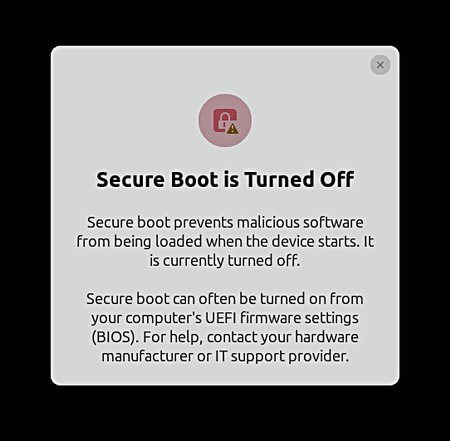 Secure Boot is Turned Off
Secure boot prevents malicious software
from being loaded when the device starts. It
is currently turned off.
Secure boot can often be turned on from
your computer's UEFI firmware settings
(BIOS). For help, contact your hardware
manufacturer or IT support provider.